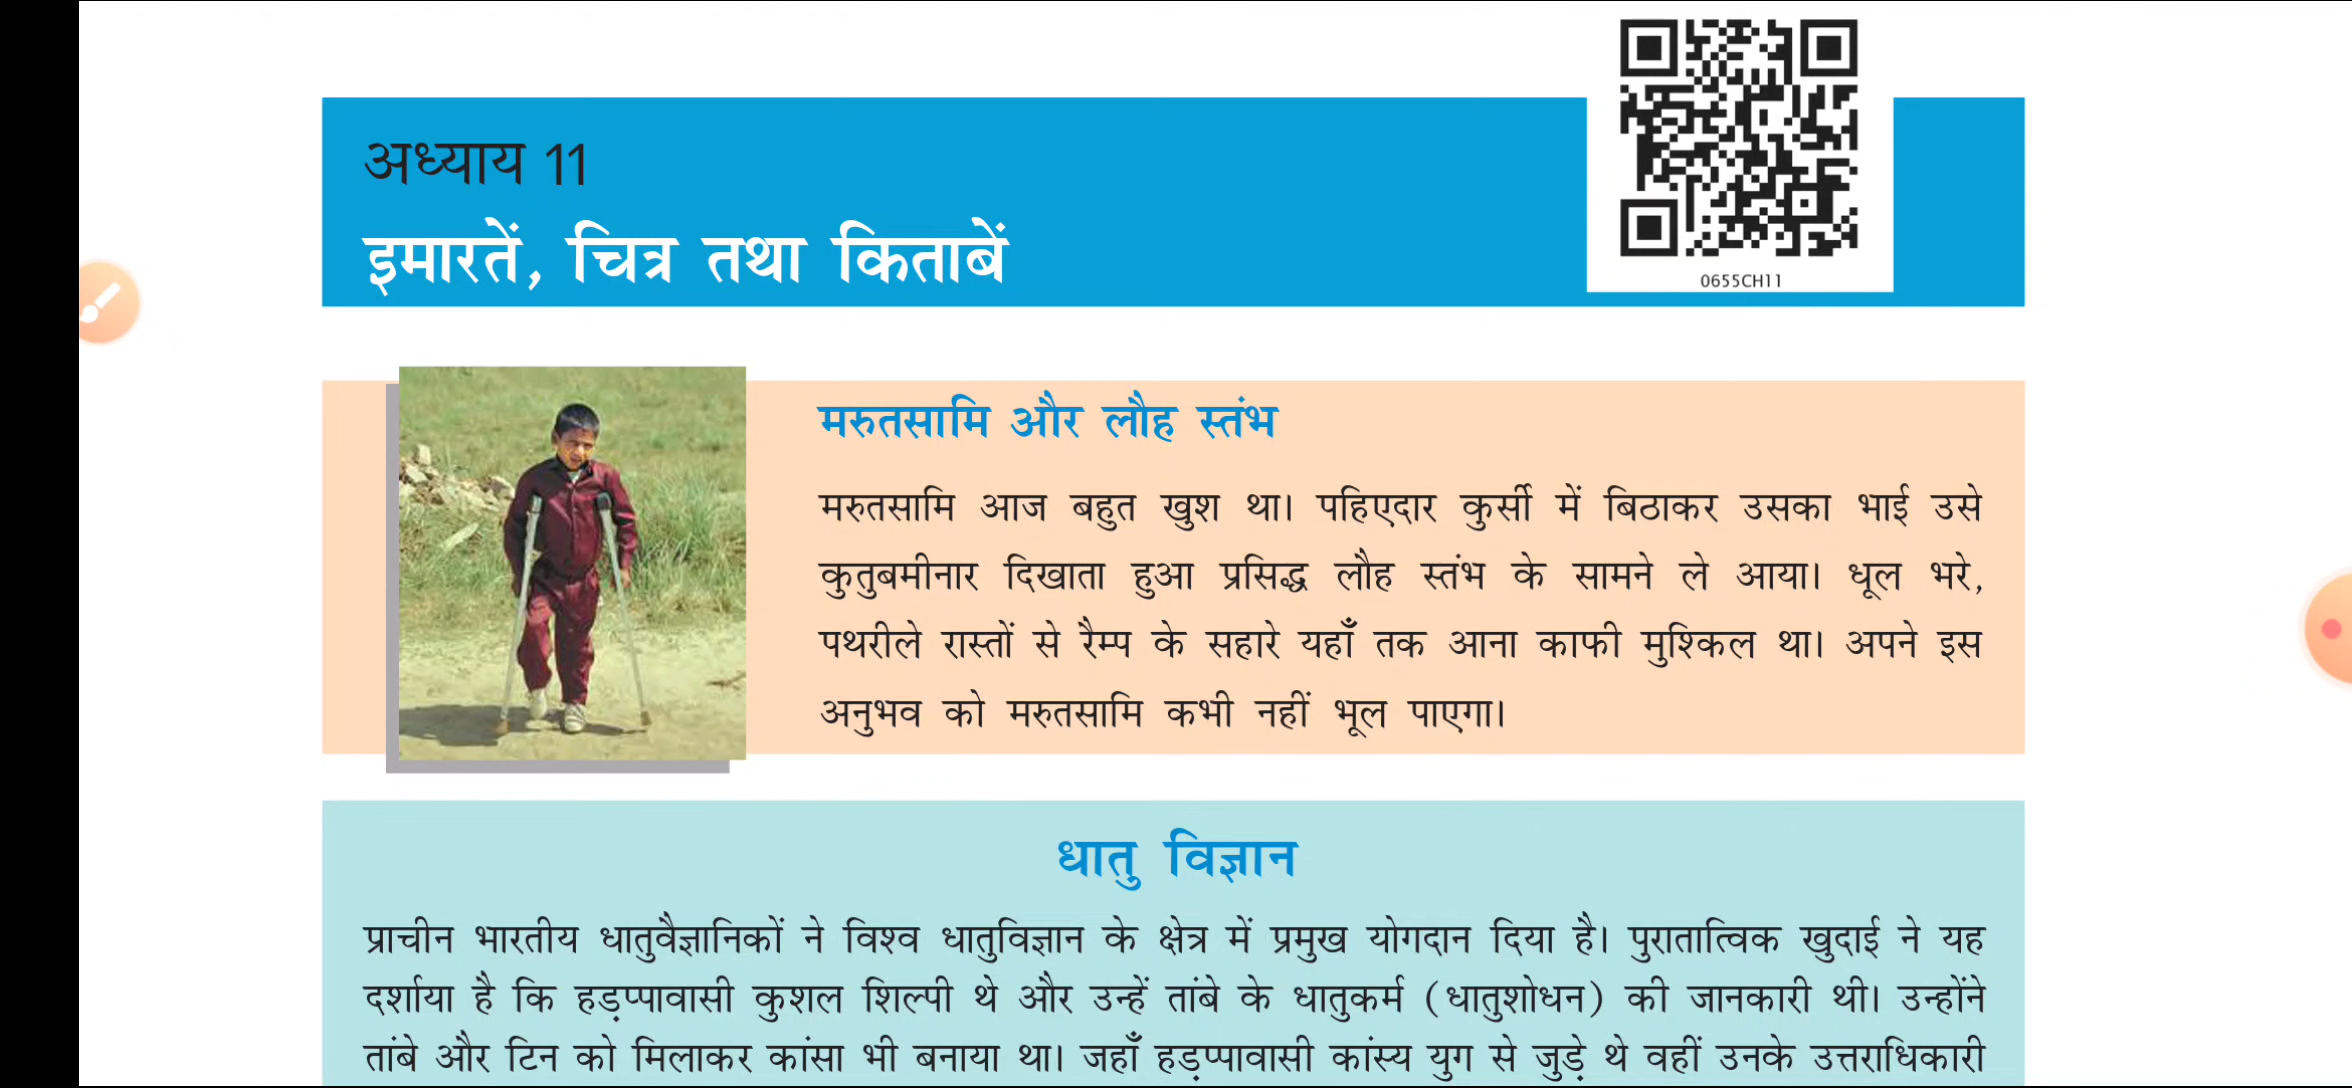 अध्याय 11
इमारतें, चित्र तथा किताबें
0655CH11
मरुतसामि और लौह स्तंभ
मरुतसामि आज बहुत खुश था। पहिएदार कुर्सी में बिठाकर उसका भाई उसे
कुतुबमीनार दिखाता हुआ प्रसिद्ध लौह स्तंभ के सामने ले आया। धूल भरे,
पथरीले रास्तों से रैम्प के सहारे यहाँ तक आना काफी मुश्किल था। अपने इस
अनुभव को मरुतसामि कभी नहीं भूल पाएगा।
धातु विज्ञान
प्राचीन भारतीय धातुवैज्ञानिकों ने विश्व धातुविज्ञान के क्षेत्र में प्रमुख योगदान दिया है। पुरातात्विक खुदाई ने यह
दर्शाया है कि हड़प्पावासी कुशल शिल्पी थे और उन्हें तांबे के धातुकर्म (धातुशोधन) की जानकारी थी। उन्होंने
तांबे और टिन को मिलाकर कांसा भी बनाया था। जहाँ हड़प्पावासी कांस्य युग से जुड़े थे वहीं उनके उत्तराधिकारी